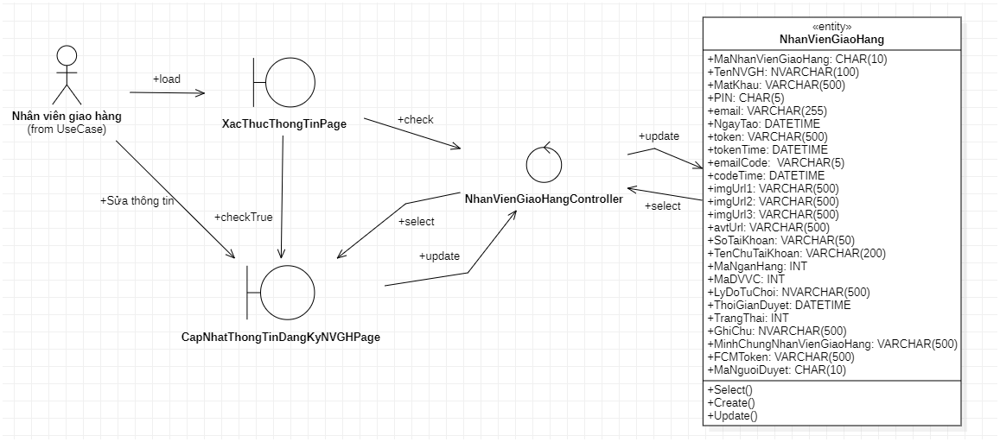 «entity»
NhanVienGiaoHang
+MaNhanVienGiaoHang: CHAR(10)
+TenNVGH: NVARCHAR(100)
+MatKhau: VARCHAR(500)
+PIN: CHAR(5)
+email: VARCHAR(255)
+NgayTao: DATETIME
+token: VARCHAR(500)
+tokenTime: DATETIME
+emailCode: VARCHAR(5)
+codeTime: DATETIME
+imgUrl1: VARCHAR(500)
+imgUrl2: VARCHAR(500)
+imgUrl3: VARCHAR(500)
+avtUrl: VARCHAR(500)
+SoTaiKhoan: VARCHAR(50)
+TenChuTaiKhoan: VARCHAR(200)
+MaNganHang: INT
+MaDVVC: INT
+LyDoTuChoi: NVARCHAR(500)
+ThoiGianDuyet: DATETIME
+TrangThai: INT
+GhiChu: NVARCHAR(500)
+MinhChungNhanVienGiaoHang: VARCHAR(500)
+FCMToken: VARCHAR(500)
+MaNguoiDuyet: CHAR(10)
+Select()
+Create()
+Update()
+load
Nhân viên giao hàng
(from UseCase)
XacThucThongTinPage
+check
+update
NhanVienGiaoHangController
+select
+Sửa thông tin
+checkTrue
+select
+update
CapNhatThongTinDangKyNVGHPage